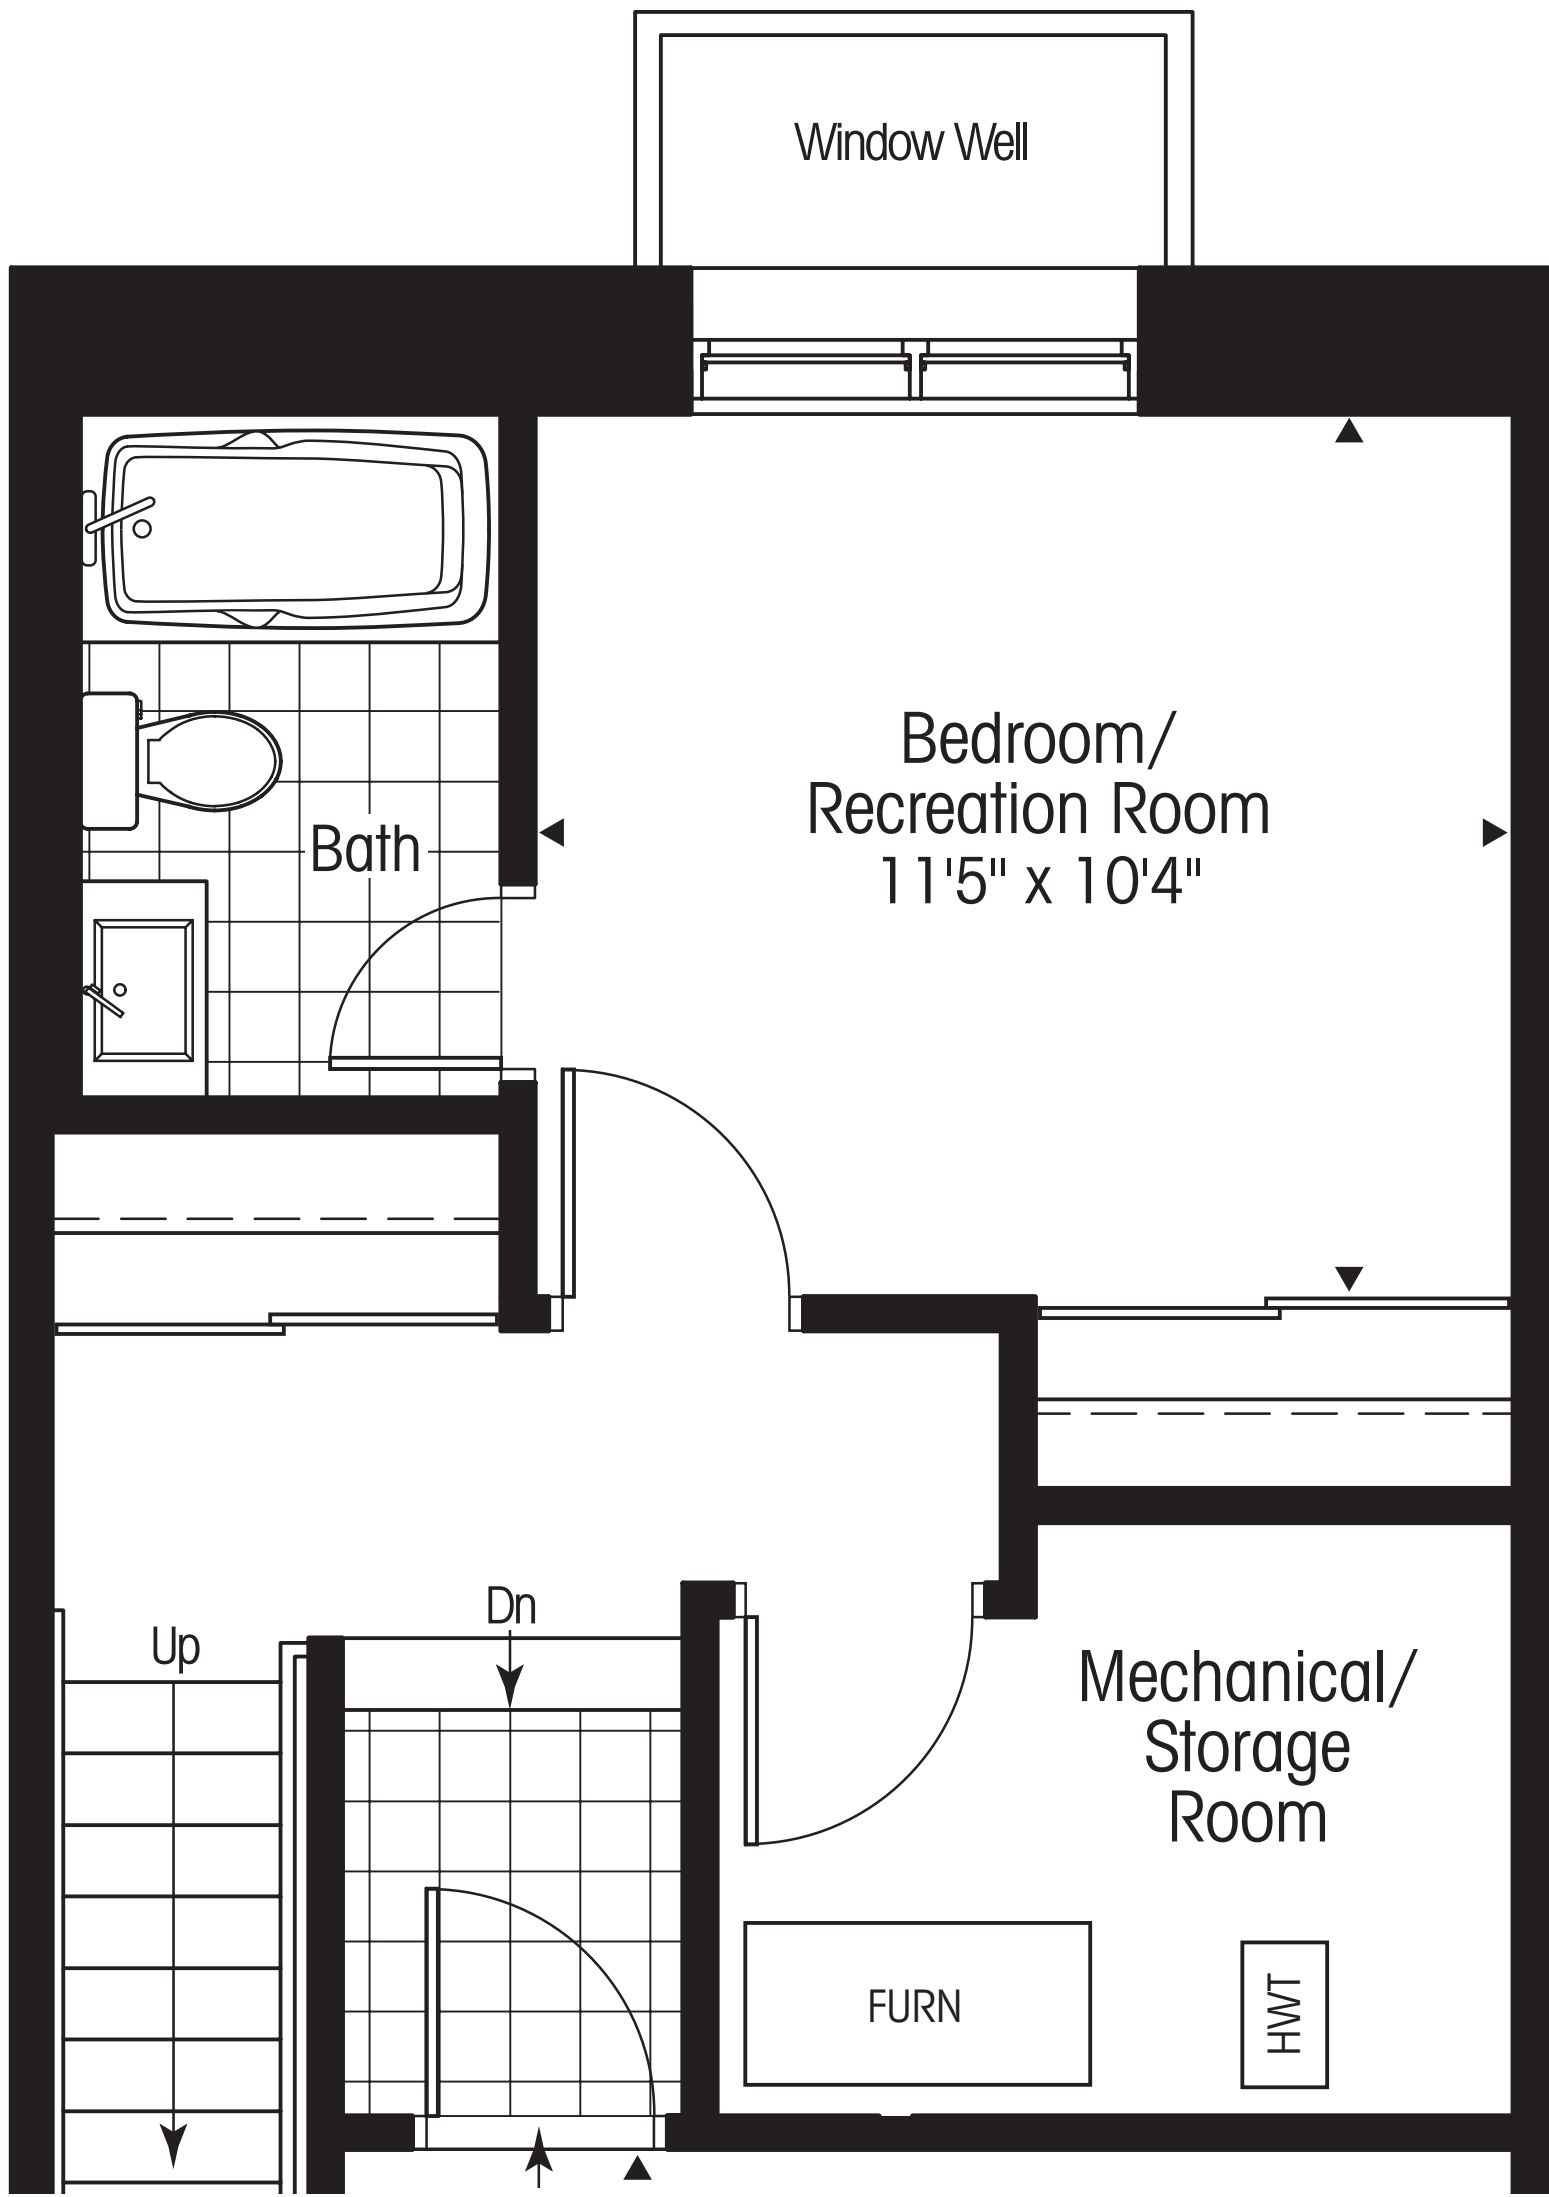 Window Well
Bedroom/
Recreation Room
11'5" x 10'4"
Bath
Dn
Up
Mechanical/
Storage
Room
FURN
HWT